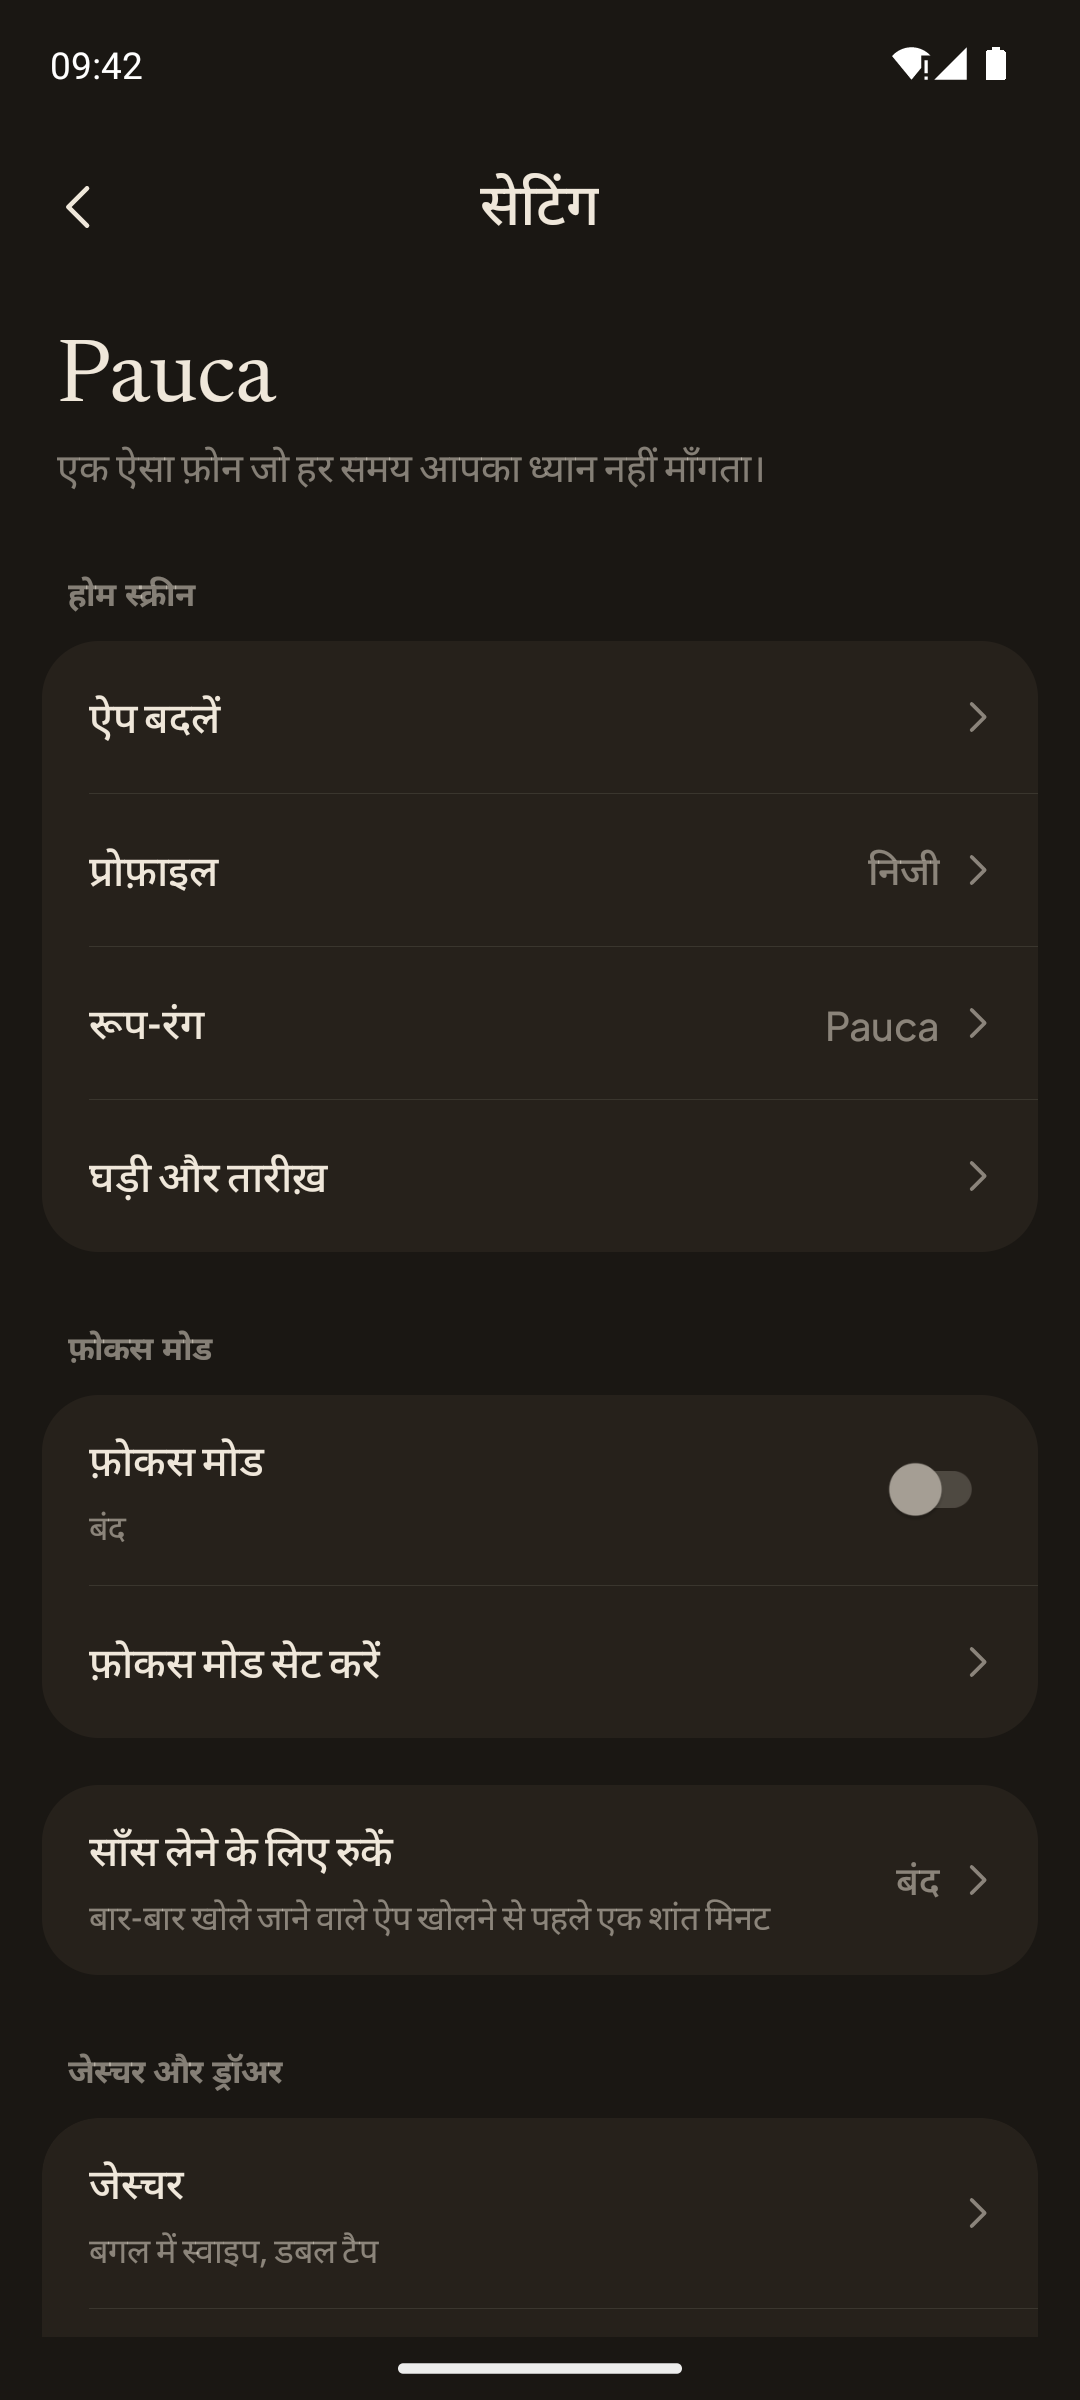 09:42
सेटिंग
Pauca
एक ऐसा फ़ोन जो हर समय आपका ध्यान नहीं माँगता।
होम स्क्रीन
ऐप बदलें
प्रोफ़ाइल
निजी
रूप-रंग
Pauca
घड़ी और तारीख़
फ़ोकस मोड
फ़ोकस मोड
बंद
फ़ोकस मोड सेट करें
साँस लेने के लिए रुकें
बंद
बार-बार खोले जाने वाले ऐप खोलने से पहले एक शांत मिनट
जेस्चर और ड्रॉअर
जेस्चर
बगल में स्वाइप, डबल टैप